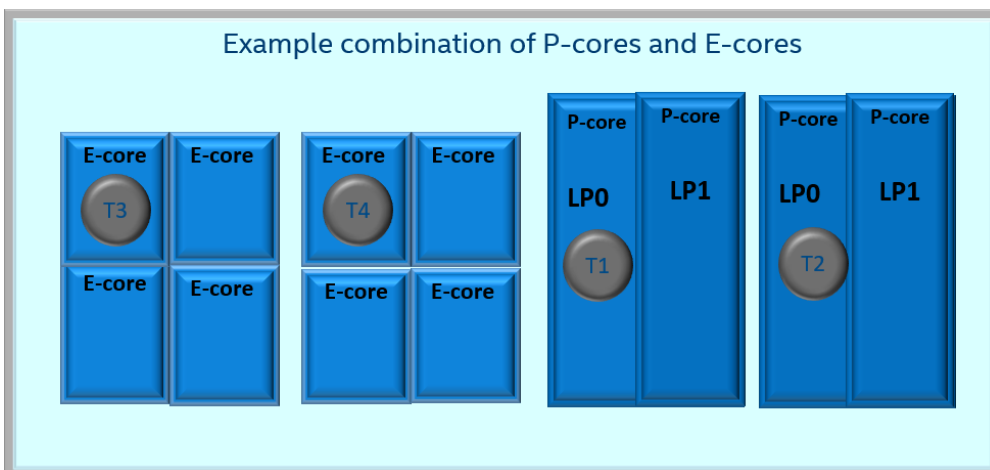 Example combination of P-cores and E-cores
E-core E-core
T3
E-core E-core
E-core E-core
T4
E-core E-core
P-core P-core
LP0 LP1
T1
P-core P-core
LP0 LP1
T2